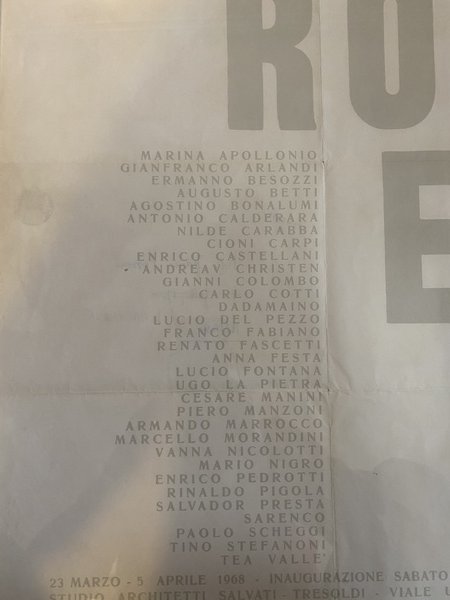 RO
E
MARINA APOLLONIO
GIANFRANCO ARLANDI
ERMANNO BESOZZI
AUGUSTO BETTI
AGOSTINO BONALUMI
ANTONIO CALDERARA
NILDE CARABBA
CIONI CARPI
ENRICO CASTELLANI
ANDREAV CHRISTEN
GIANNI COLOMBO
CARLO COTTI
DADAMAINO
LUCIO DEL PEZZO
FRANCO FABIANO
RENATO FASCETTI
ANNA FESTA
LUCIO FONTANA
UGO LA PIETRA
CESARE MANINI
PIERO MANZONI
ARMANDO MARROCCO
MARCELLO MORANDINI
VANNA NICOLOTTI
MARIO NIGRO
ENRICO PEDROTTI
RINALDO PIGOLA
SALVADOR PRESTA
SARENCO
PAOLO SCHEGGI
TINO STEFANONI
TEA VALLE'
23 MARZO - 5 APRILE 1968 - INAUGURAZIONE SABATO
STUDIO ARCHITETTI SALVATI - TRESOLDI - VIALE